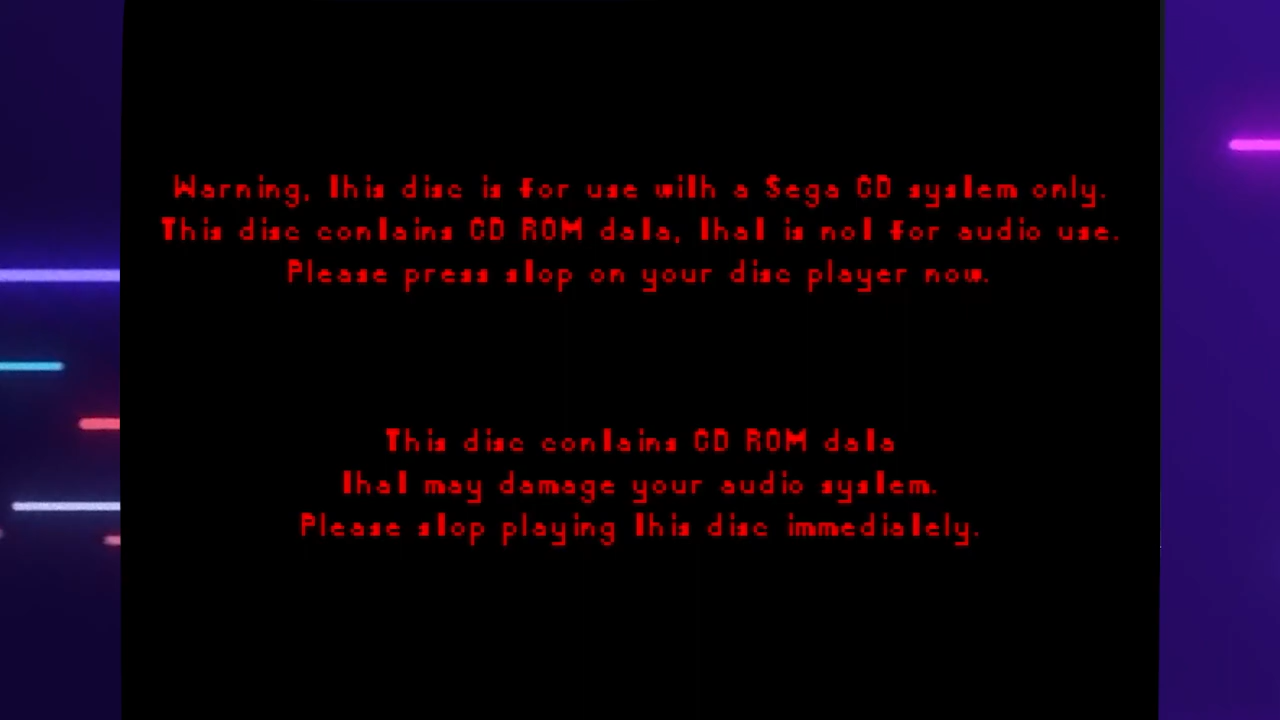 Warning, this disc is for use with a Sega CD system only.
This disc contains CD ROM data, that is not for audio use.
Please press stop on your disc player now.
This disc contains CD ROM data
that may damage your audio system.
Please stop playing this disc immediately.